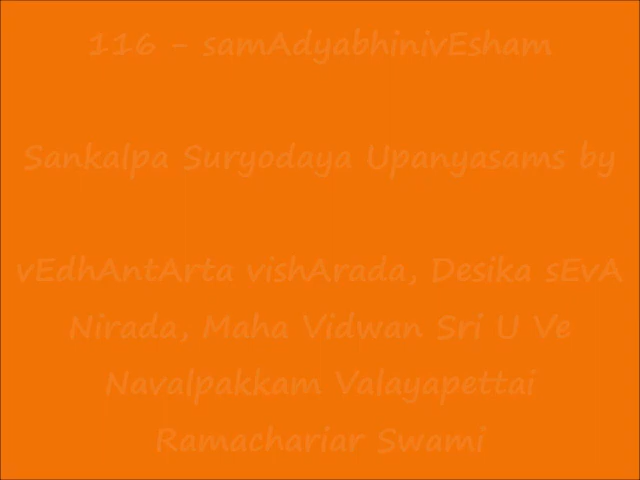 116 - samAdyabhinivEsham
Sankalpa Suryodaya Upanyasams by
vEdhAntArta vishArada, Desika sEvA
Nirada, Maha Vidwan Sri U Ve
Navalpakkam Valayapettai
Ramachariar Swami